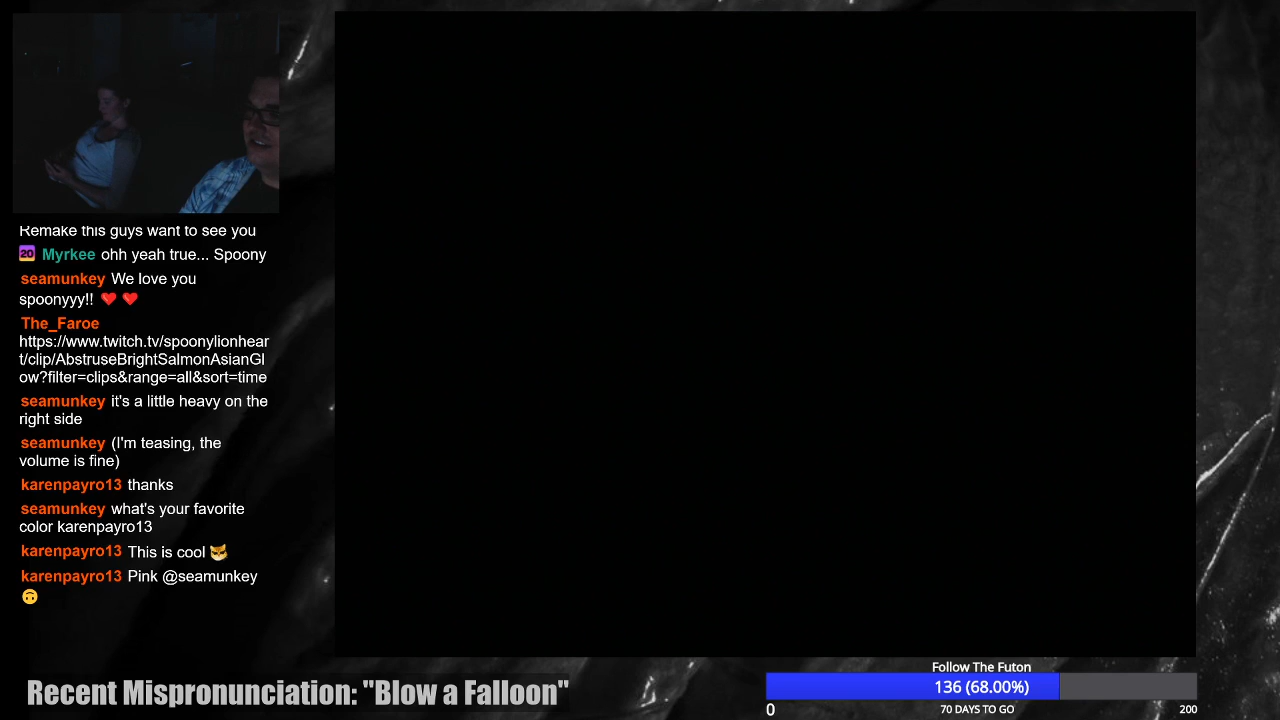 Remake this guys want to see you
20 Myrkee ohh yeah true... Spoony
seamunkey We love you
spoonyyy!! ❤️ ❤️
The_Faroe
https://www.twitch.tv/spoonylionhear
t/clip/AbstruseBrightSalmonAsianGl
ow?filter=clips&range=all&sort=time
seamunkey it's a little heavy on the
right side
seamunkey (I'm teasing, the
volume is fine)
karenpayro13 thanks
seamunkey what's your favorite
color karenpayro13
karenpayro13 This is cool
karenpayro13 Pink @seamunkey
🙃
Recent Mispronunciation: "Blow a Falloon"
Follow The Futon
136 (68.00%)
0 70 DAYS TO GO 200